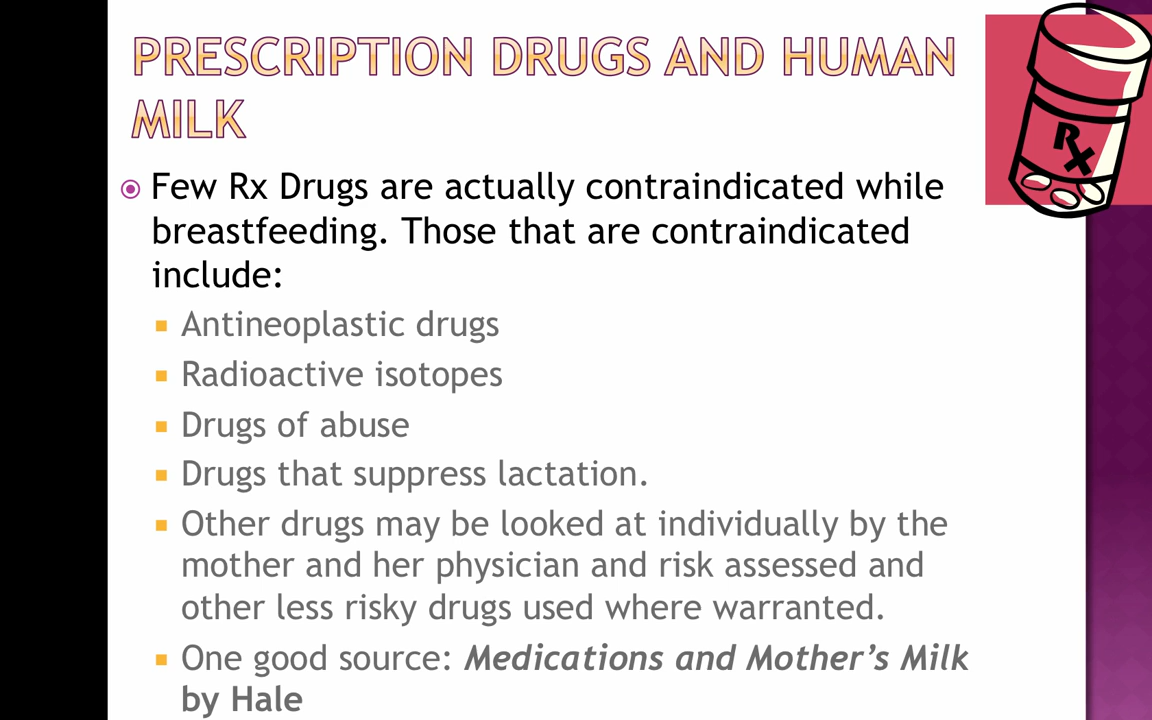 PRESCRIPTION DRUGS AND HUMAN
MILK
Rx
Few Rx Drugs are actually contraindicated while
breastfeeding. Those that are contraindicated
include:
Antineoplastic drugs
Radioactive isotopes
Drugs of abuse
Drugs that suppress lactation.
Other drugs may be looked at individually by the
mother and her physician and risk assessed and
other less risky drugs used where warranted.
One good source: Medications and Mother’s Milk
by Hale